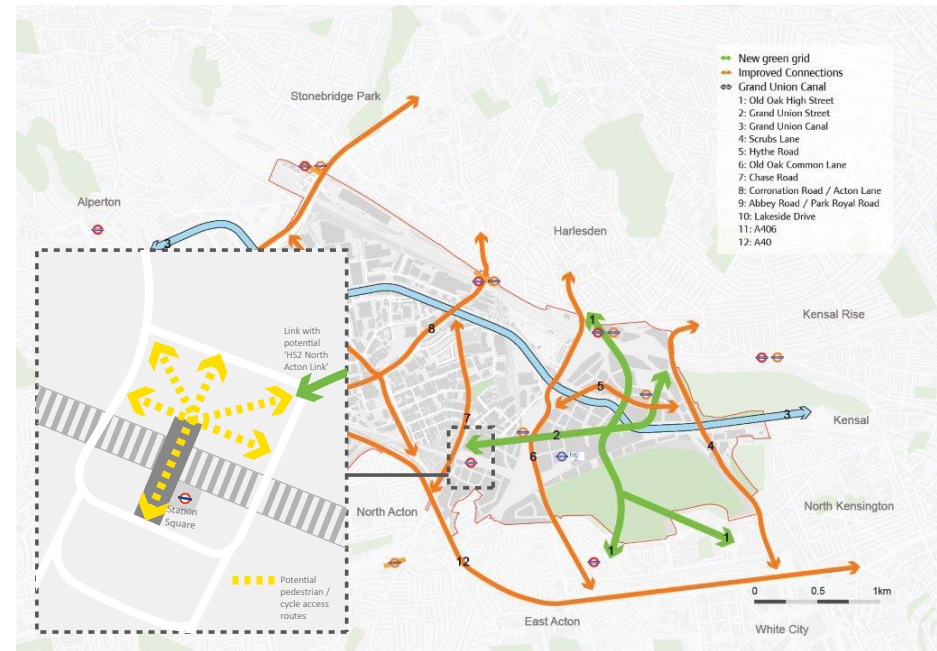 New green grid
Improved Connections
Grand Union Canal
1: Old Oak High Street
2: Grand Union Street
3: Grand Union Canal
4: Scrubs Lane
5: Hythe Road
6: Old Oak Common Lane
7: Chase Road
8: Corronation Road / Acton Lane
9: Abbey Road / Park Royal Road
10: Lakeside Drive
11: A406
12: A40
Stonebridge Park
Alperton
3
Harlesden
1
Kensal Rise
8
Link with
potential
'HS2 North
Acton Link'
5
7
3
Kensal
2
4
6
North Acton
North Kensington
Station
Square
1
1
12
Potential
pedestrian /
cycle access
routes
0 0.5 1km
East Acton
White City